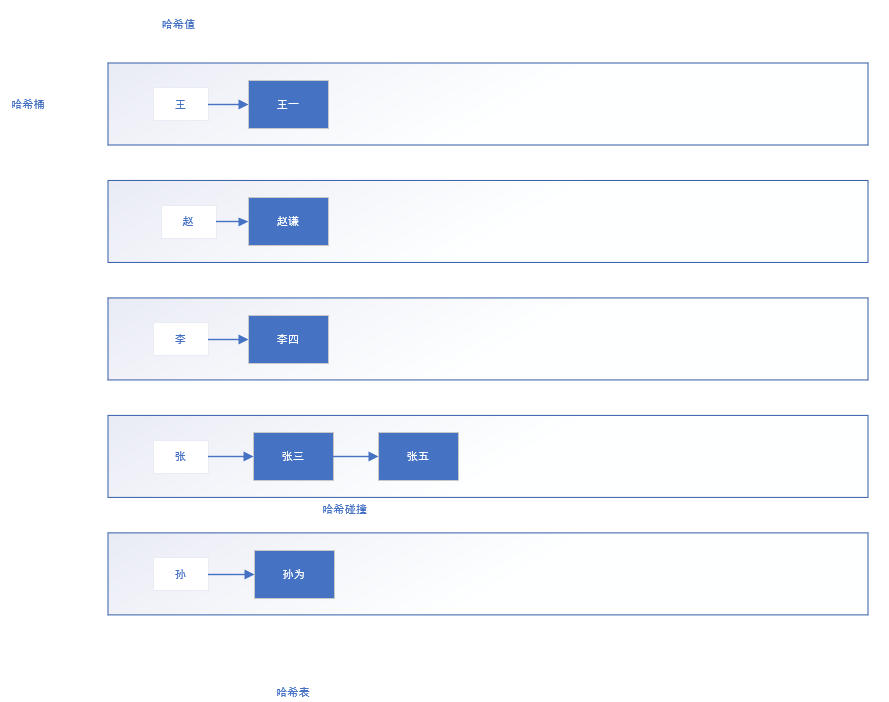 哈希值
哈希桶
王 王一
赵 赵谦
李 李四
张 张三 张五
哈希碰撞
孙 孙为
哈希表